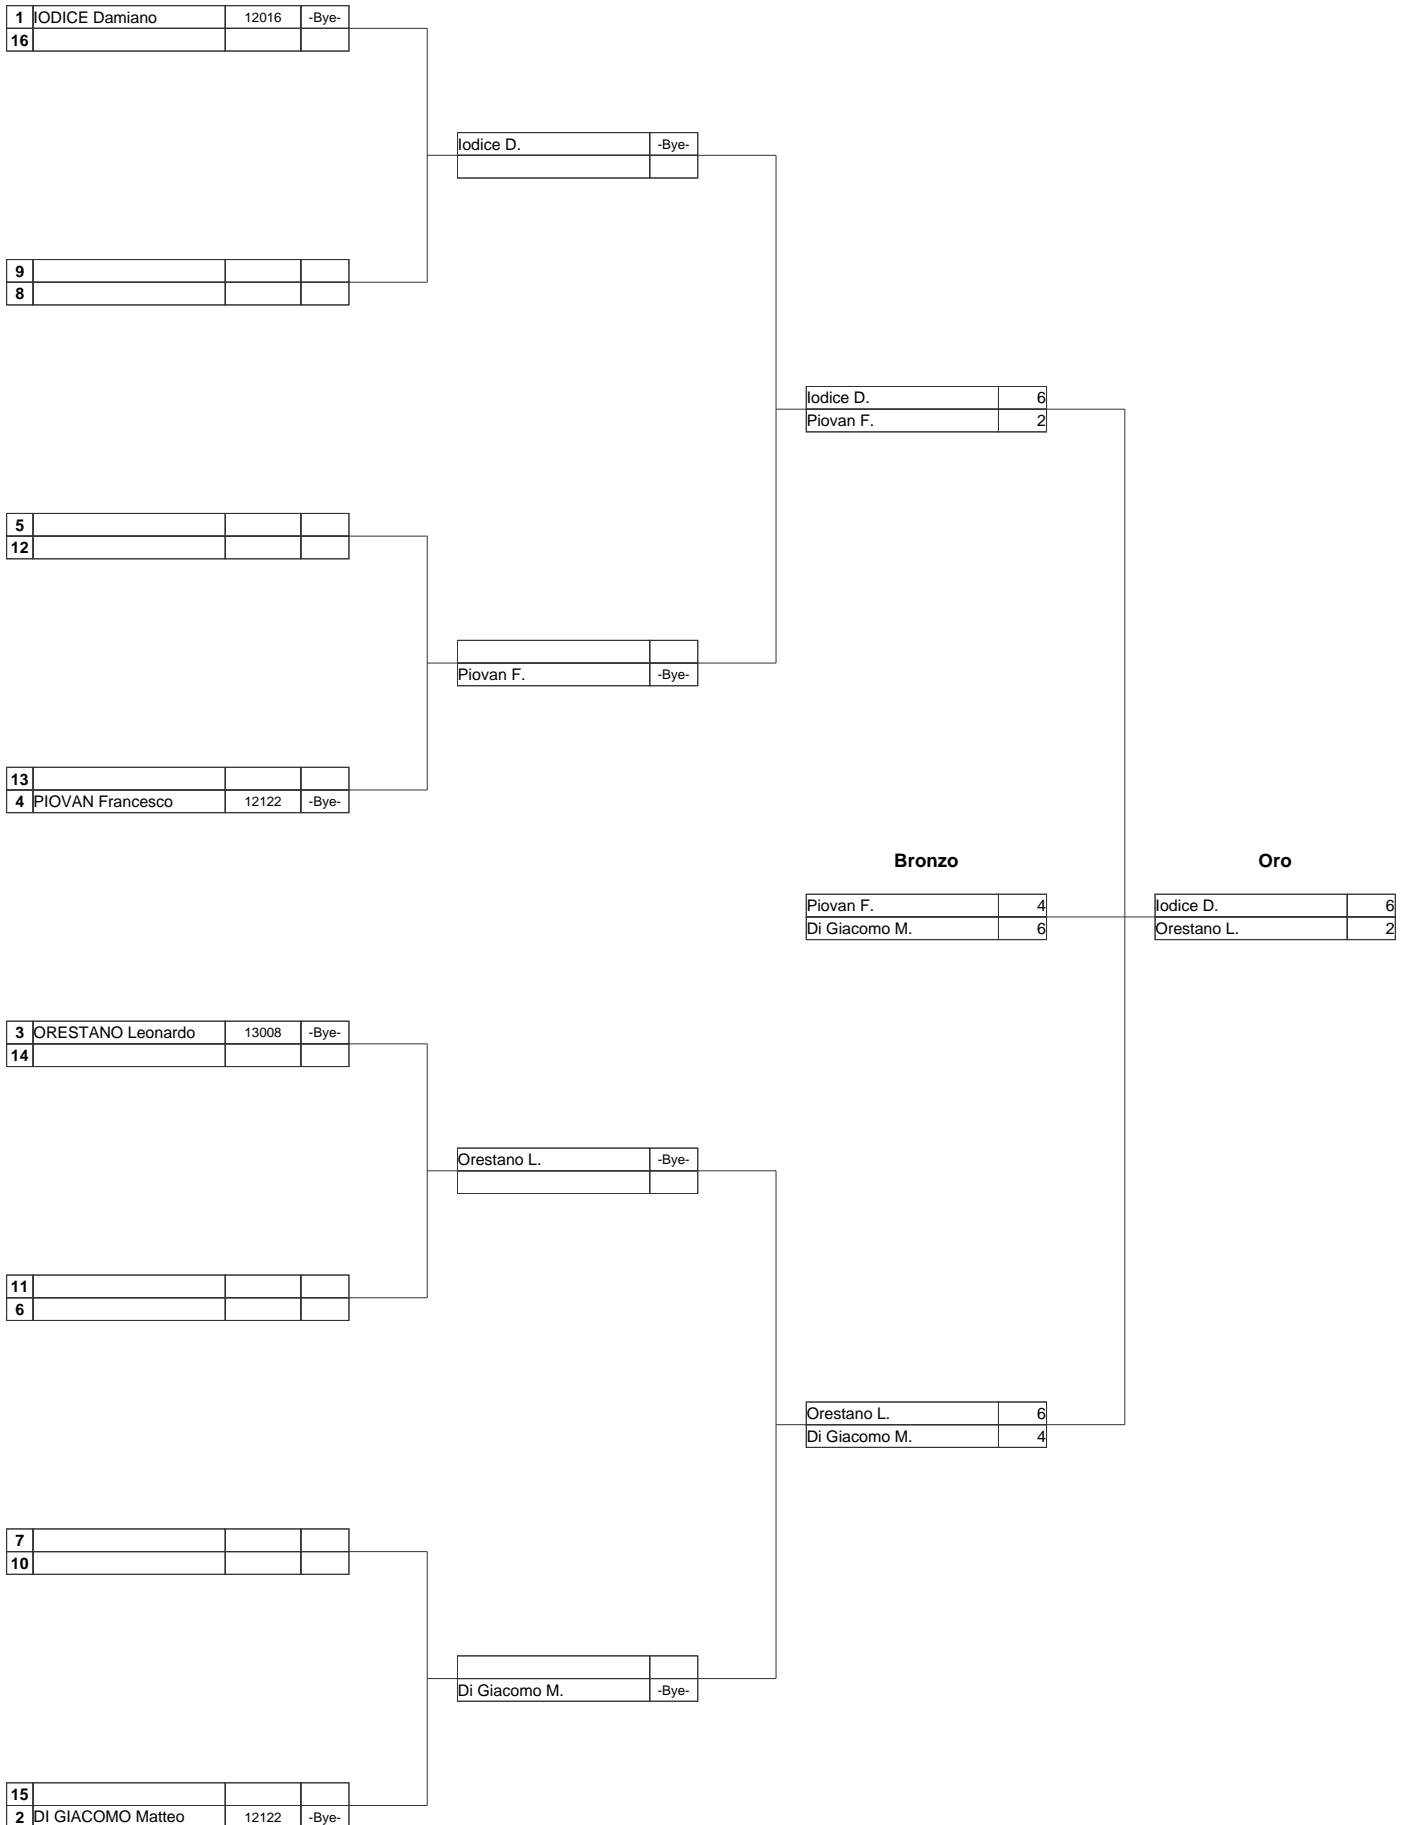 1 IODICE Damiano 12016 -Bye-
16
Iodice D. -Bye-
9
8
Iodice D. 6
Piovan F. 2
5
12
Piovan F. -Bye-
13
4 PIOVAN Francesco 12122 -Bye-
Bronzo Oro
Piovan F. 4 Iodice D. 6
Di Giacomo M. 6 Orestano L. 2
3 ORESTANO Leonardo 13008 -Bye-
14
Orestano L. -Bye-
11
6
Orestano L. 6
Di Giacomo M. 4
7
10
Di Giacomo M. -Bye-
15
2 DI GIACOMO Matteo 12122 -Bye-